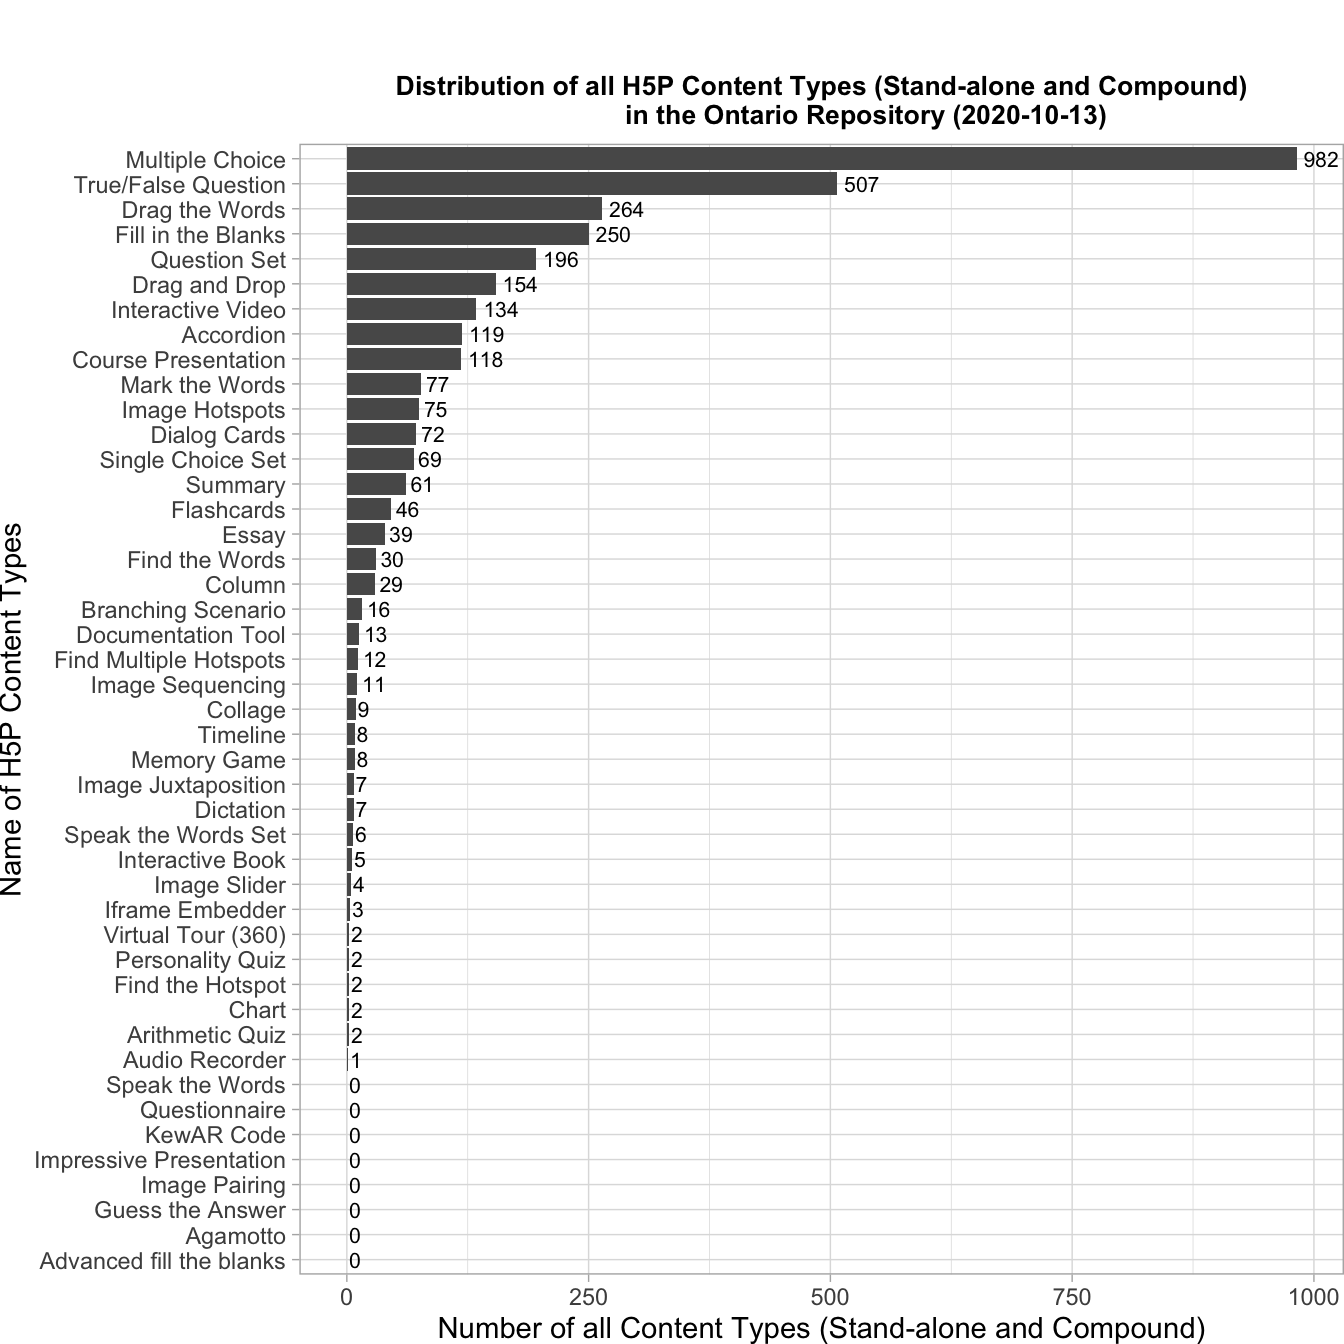 Distribution of all H5P Content Types (Stand-alone and Compound)
in the Ontario Repository (2020-10-13)
Name of H5P Content Types
Multiple Choice 982
True/False Question 507
Drag the Words 264
Fill in the Blanks 250
Question Set 196
Drag and Drop 154
Interactive Video 134
Accordion 119
Course Presentation 118
Mark the Words 77
Image Hotspots 75
Dialog Cards 72
Single Choice Set 69
Summary 61
Flashcards 46
Essay 39
Find the Words 30
Column 29
Branching Scenario 16
Documentation Tool 13
Find Multiple Hotspots 12
Image Sequencing 11
Collage 9
Timeline 8
Memory Game 8
Image Juxtaposition 7
Dictation 7
Speak the Words Set 6
Interactive Book 5
Image Slider 4
Iframe Embedder 3
Virtual Tour (360) 2
Personality Quiz 2
Find the Hotspot 2
Chart 2
Arithmetic Quiz 2
Audio Recorder 1
Speak the Words 0
Questionnaire 0
KewAR Code 0
Impressive Presentation 0
Image Pairing 0
Guess the Answer 0
Agamotto 0
Advanced fill the blanks 0
0 250 500 750 1000
Number of all Content Types (Stand-alone and Compound)